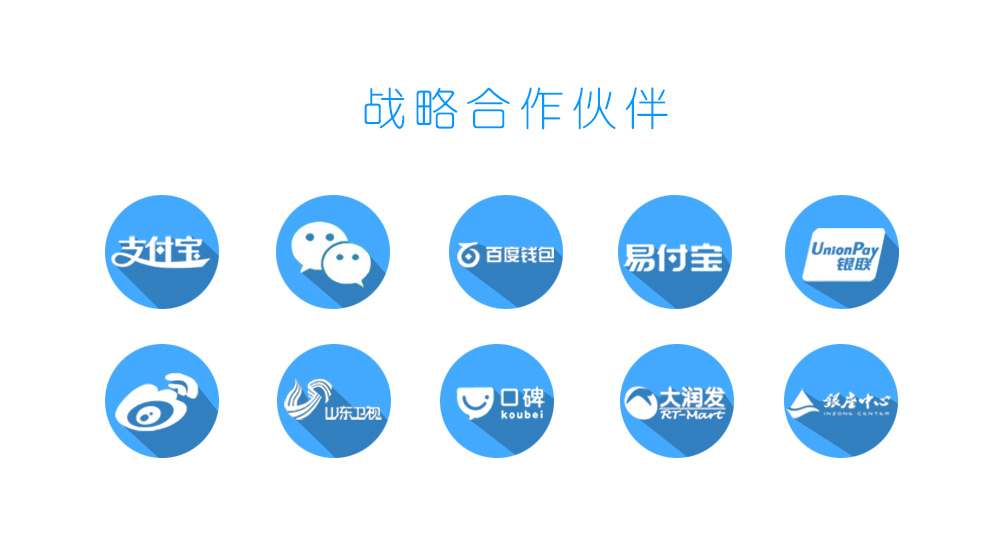 战略合作伙伴
支付宝
百度钱包
易付宝
UnionPay
银联
山东卫视
口碑
koubei
大润发
RT-Mart
銀座中心
INZONE CENTER